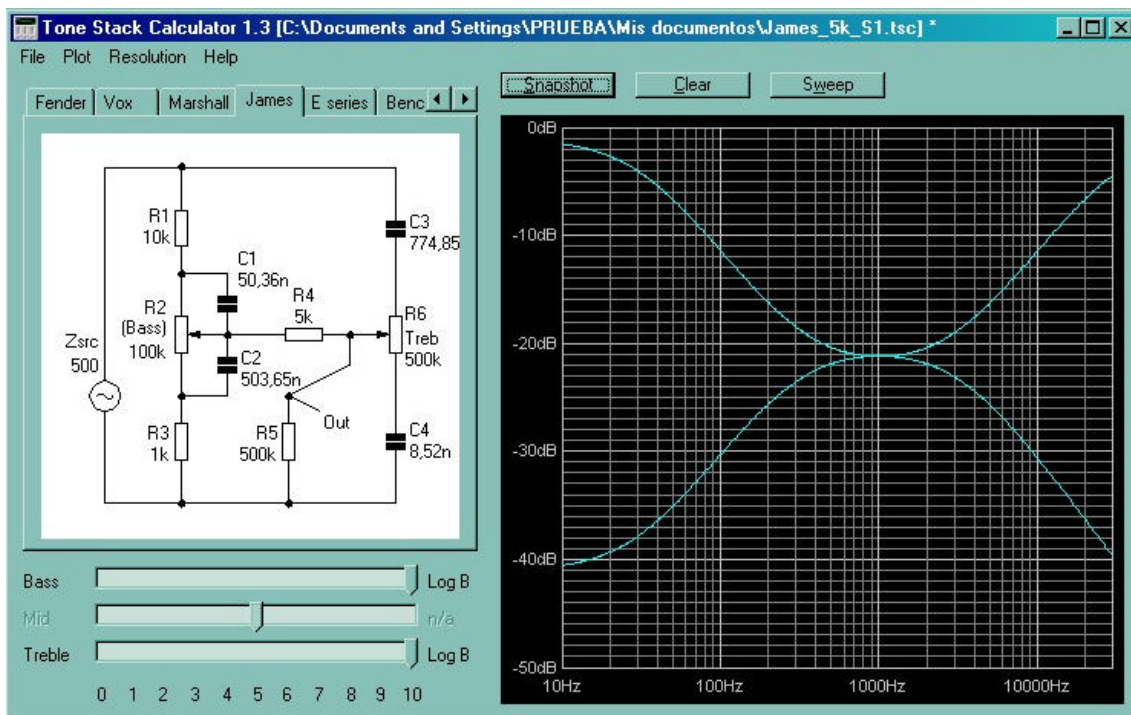 Tone Stack Calculator 1.3 [C:\Documents and Settings\PRUEBA\Mis documentos\James_5k_S1.tsc] *
File Plot Resolution Help
Snapshot Clear Sweep
Fender Vox Marshall James E series Benc
R1
10k
C1
50,36n
R2
(Bass)
100k
R4
5k
C3
774,85
R6
Treb
500k
Zsrc
500
C2
503,65n
Out
R3
1k
R5
500k
C4
8,52n
0dB
-10dB
-20dB
-30dB
-40dB
-50dB
10Hz 100Hz 1000Hz 10000Hz
Bass Log B
Mid n/a
Treble Log B
0 1 2 3 4 5 6 7 8 9 10